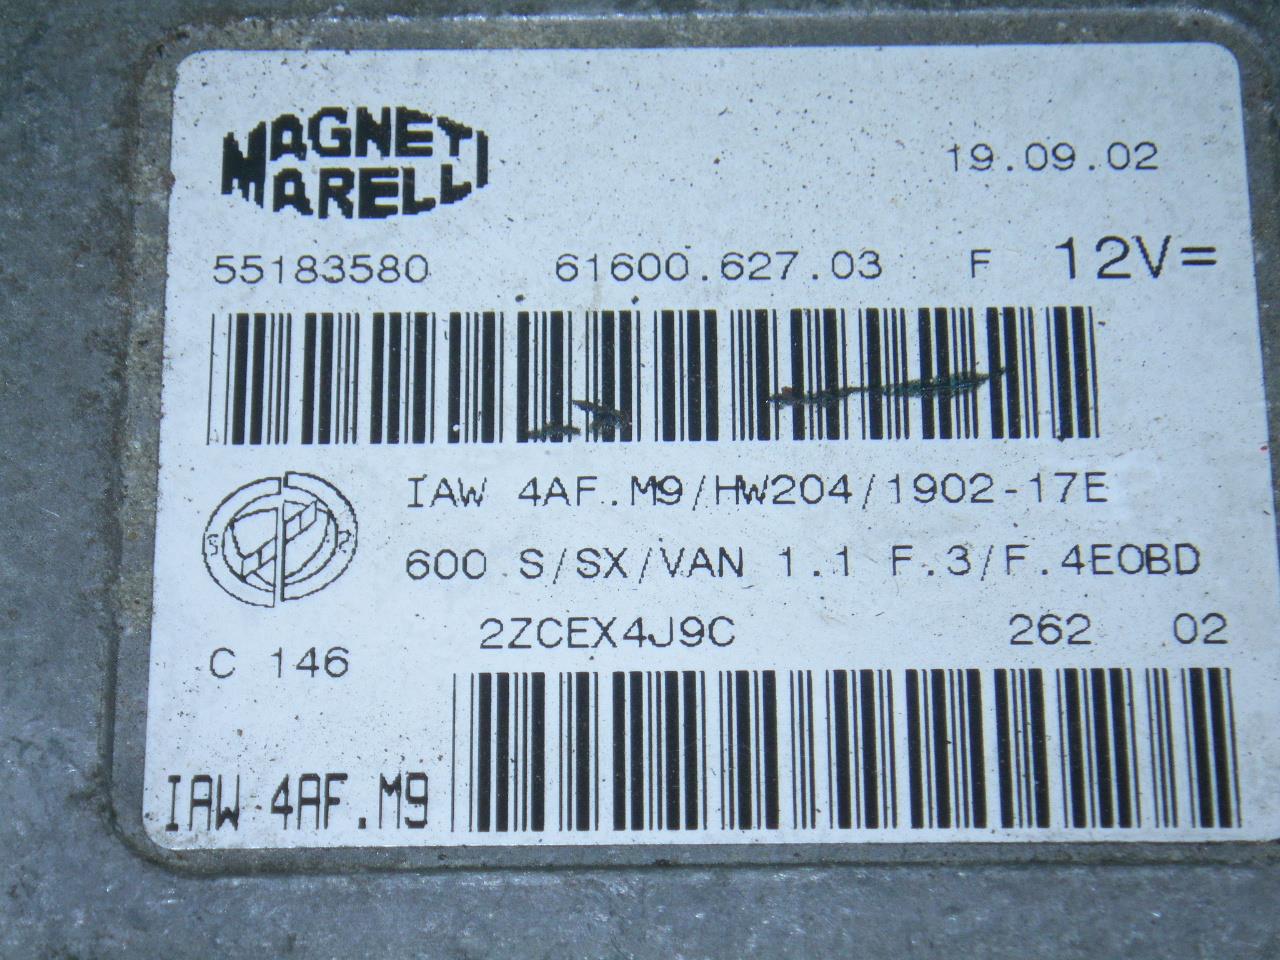 MAGNETI
MARELLI
19.09.02
55183580 61600.627.03 F 12V=
IAW 4AF.M9/HW204/1902-17E
S R
600 S/SX/VAN 1.1 F.3/F.4EOBD
2ZCEX4J9C 262 02
C 146
IAW 4AF.M9